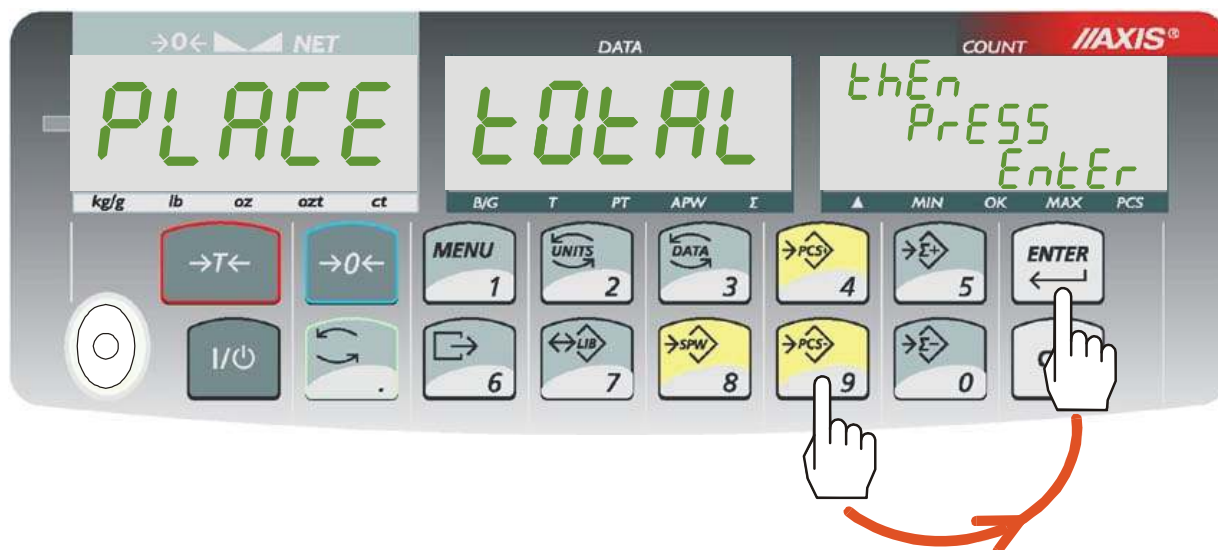 →0← NET
DATA
COUNT
//AXIS®
PLACE
totAL
thEn
PrESS
EntEr
kg/g lb oz ozt ct
B/G T PT APW Σ
▲ MIN OK MAX PCS
→T←
→0←
MENU 1
UNITS 2
DATA 3
→PCS+ 4
→Σ+ 5
ENTER
I/⏻
.
6
↔LIB 7
→SPW 8
→PCS- 9
→Σ- 0